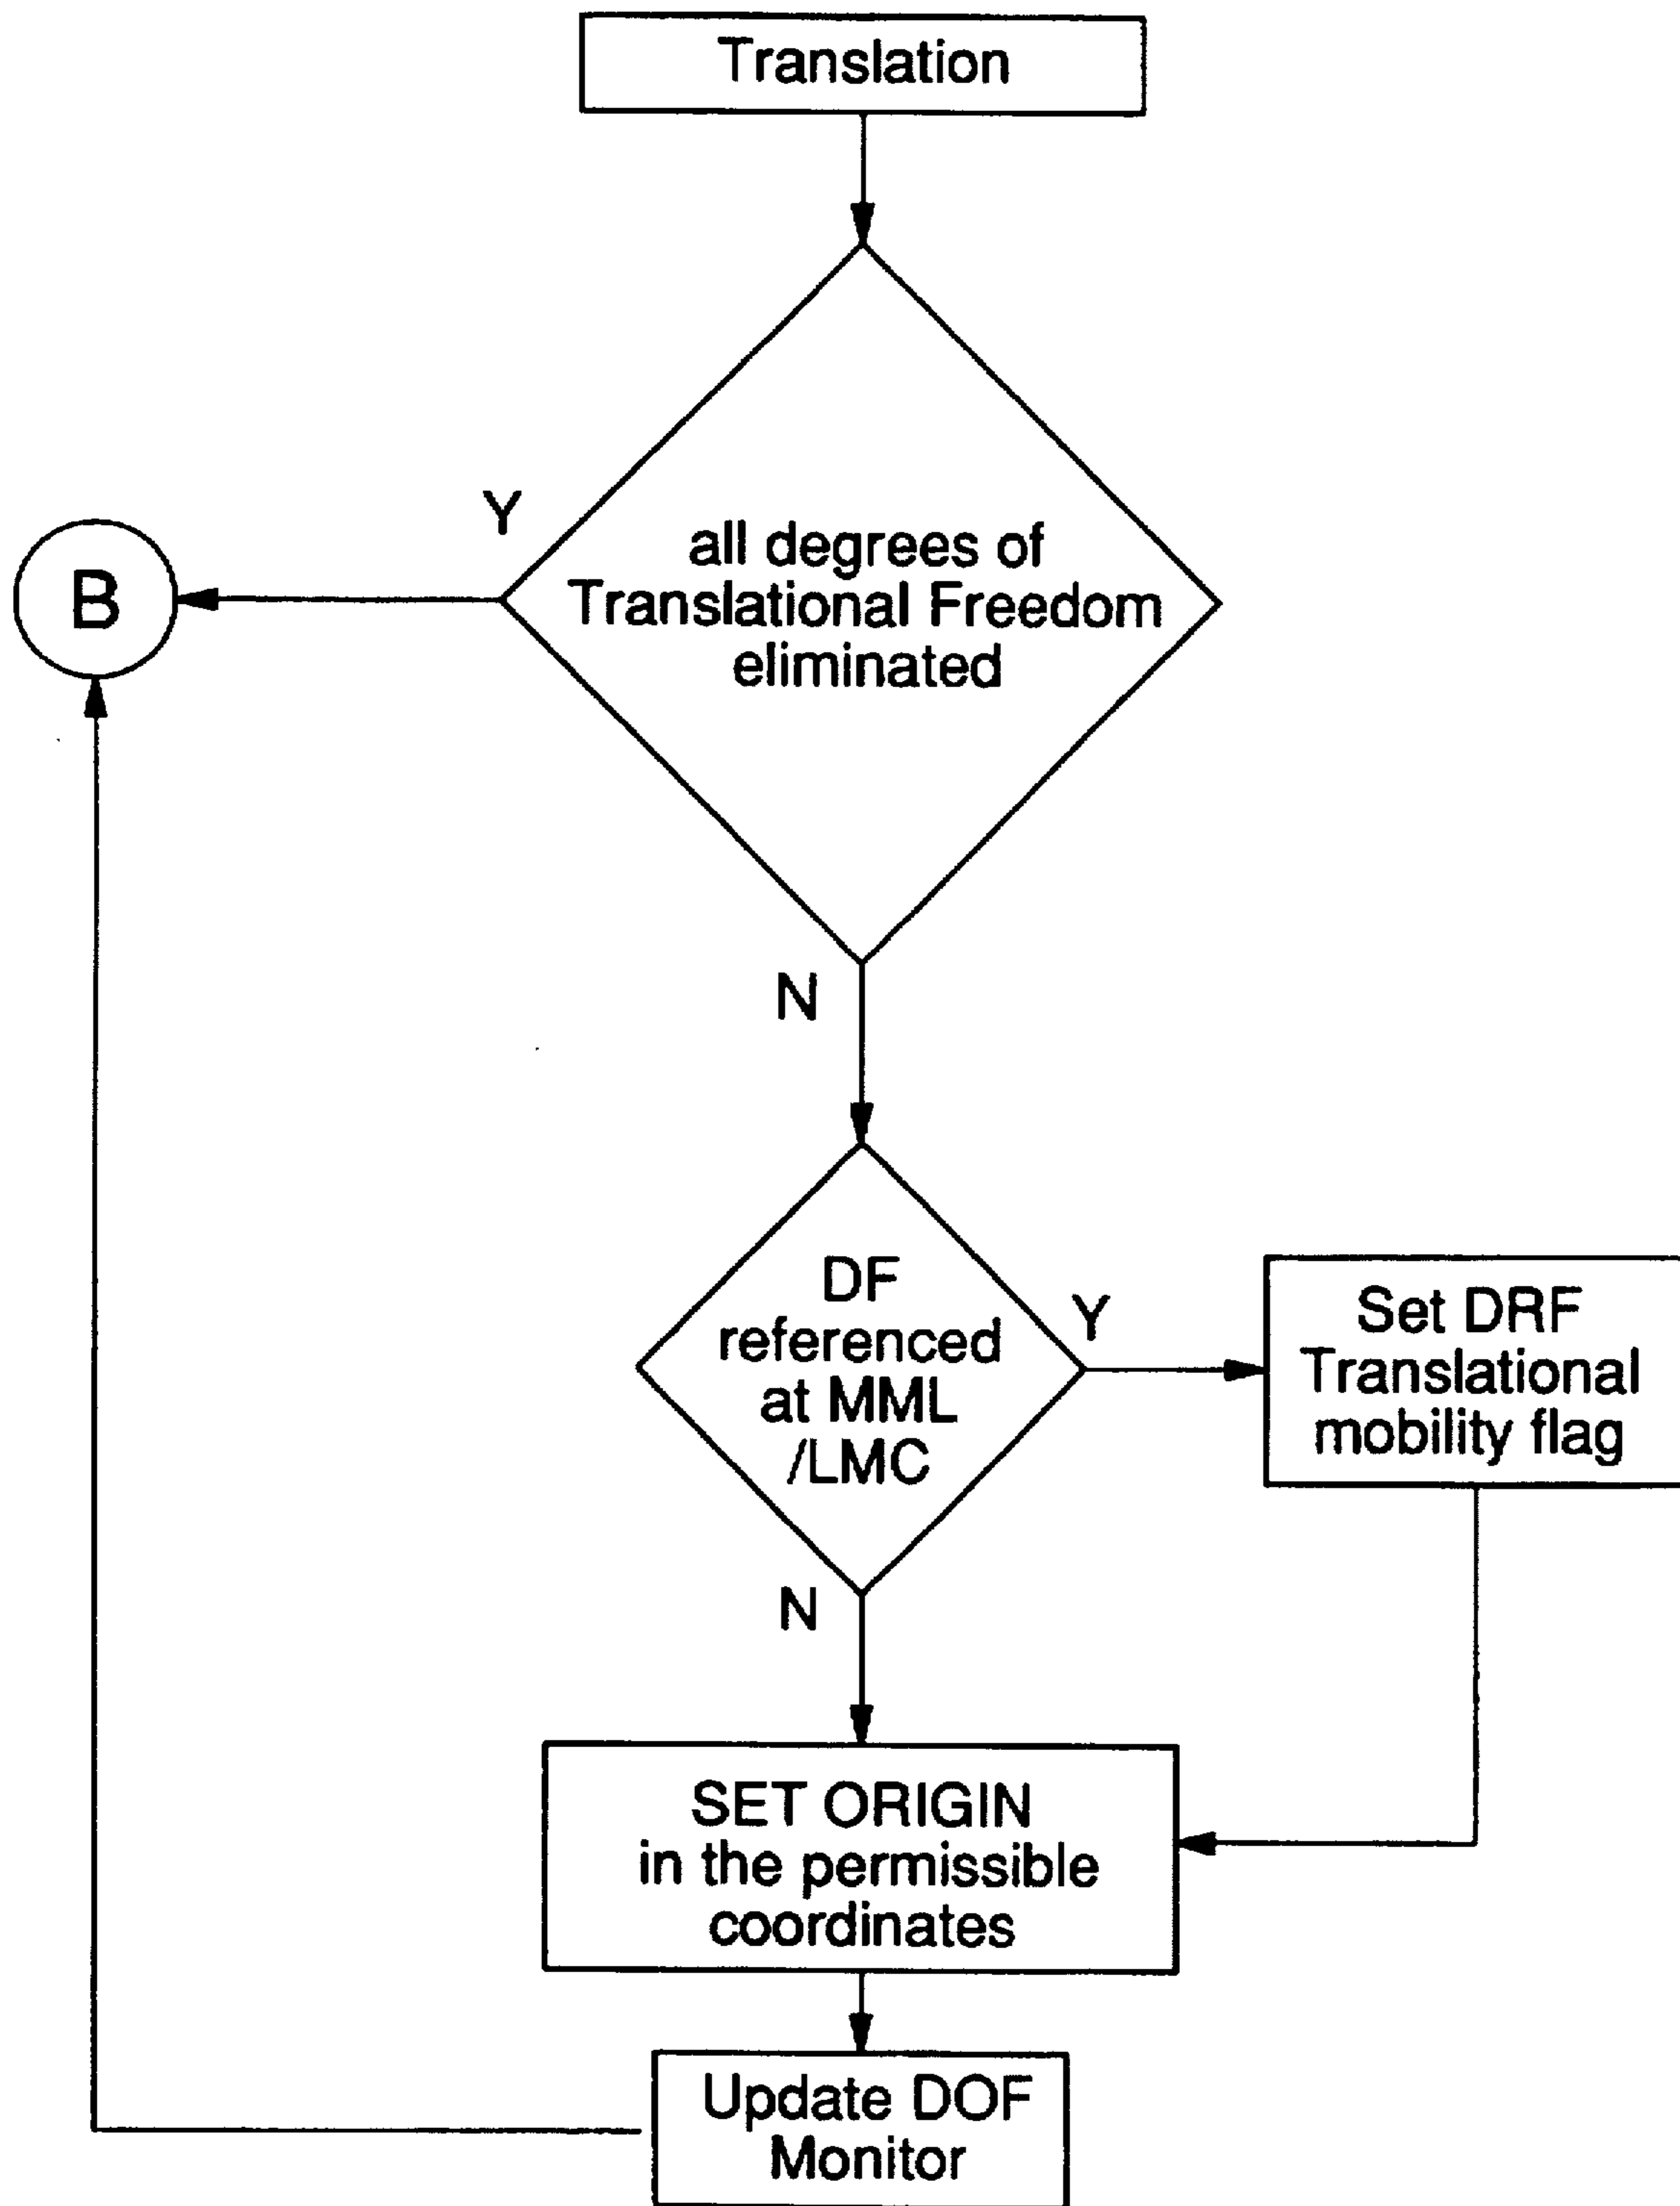 Translation
Y
all degrees of
Translational Freedom
eliminated
B
N
DF
referenced
at MML
/LMC
Y
Set DRF
Translational
mobility flag
N
SET ORIGIN
in the permissible
coordinates
Update DOF
Monitor